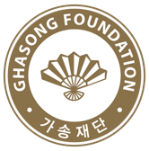 GHASONG FOUNDATION
가송재단